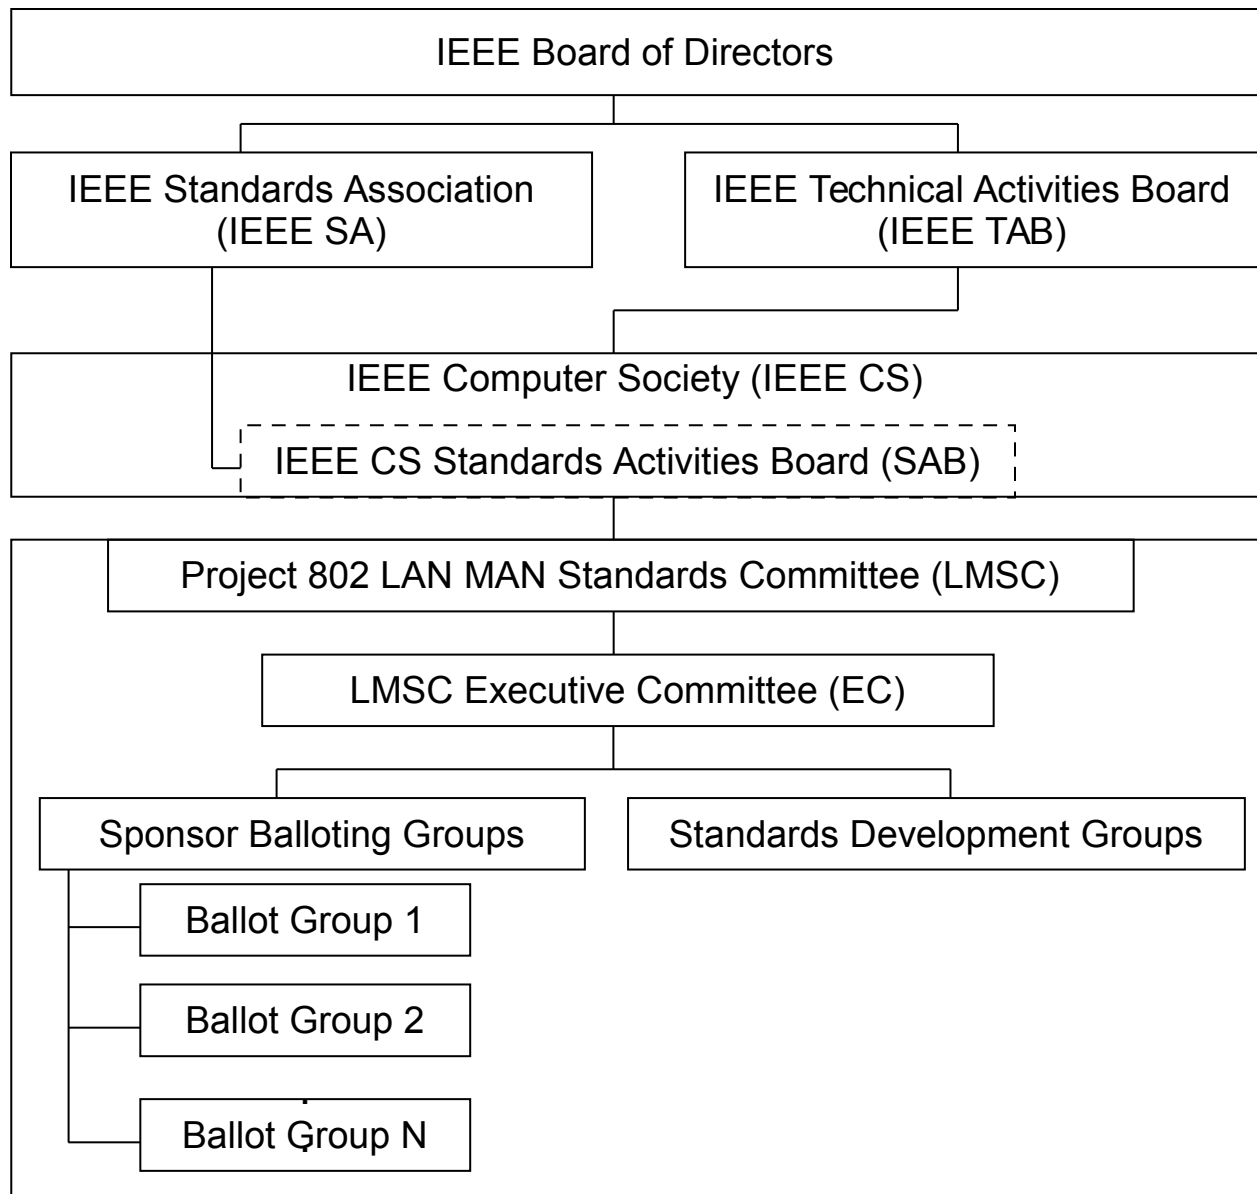 IEEE Board of Directors
IEEE Standards Association
(IEEE SA)
IEEE Technical Activities Board
(IEEE TAB)
IEEE Computer Society (IEEE CS)
IEEE CS Standards Activities Board (SAB)
Project 802 LAN MAN Standards Committee (LMSC)
LMSC Executive Committee (EC)
Sponsor Balloting Groups
Standards Development Groups
Ballot Group 1
Ballot Group 2
Ballot Group N